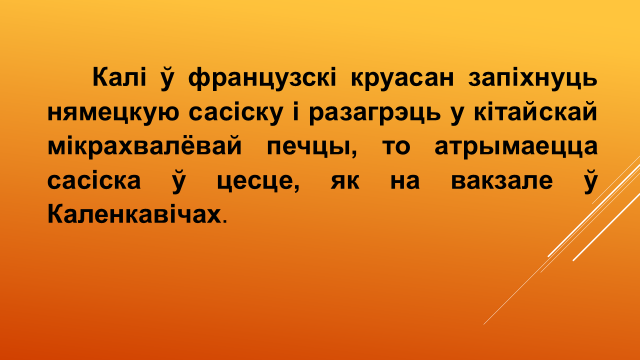 Калі ў французскі круасан запіхнуць
нямецкую сасіску і разагрэць у кітайскай
мікрахвалёвай печцы, то атрымаецца
сасіска ў цесце, як на вакзале ў
Каленкавічах.